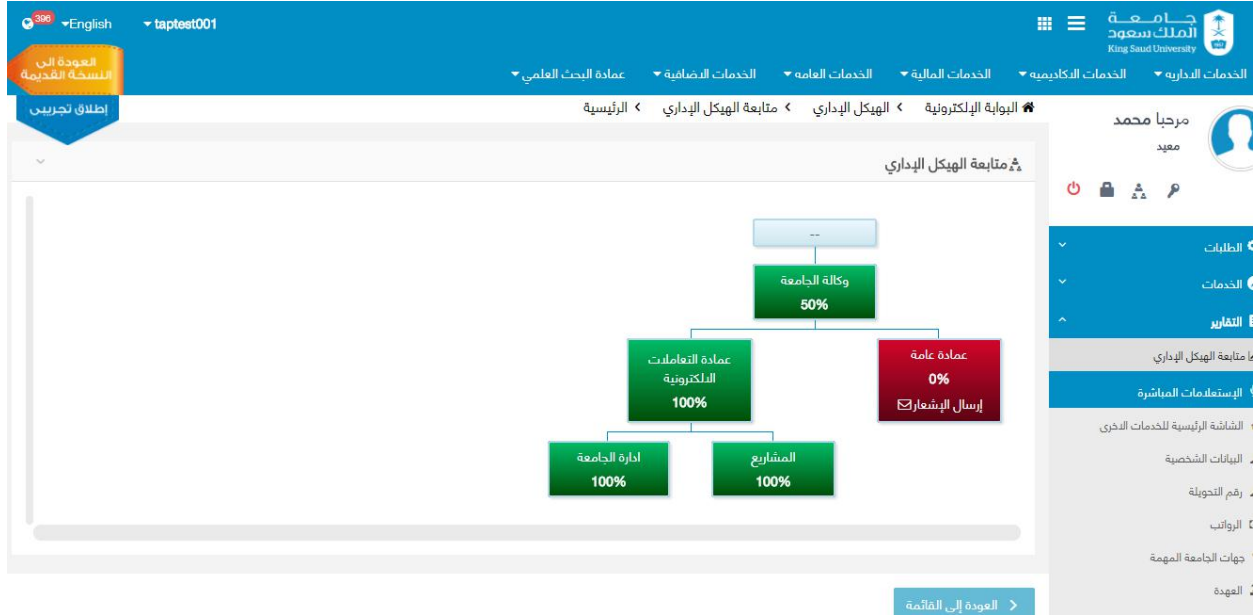 جــامــعــة
الملك سعود
King Saud University
taptest001
English
396
الخدمات الادارية
الخدمات الاكاديميه
الخدمات المالية
الخدمات العامه
الخدمات الاضافية
عمادة البحث العلمي
العودة الى
النسخة القديمة
إطلاق تجريبى
البوابة الإلكترونية
الهيكل الإداري
متابعة الهيكل الإداري
الرئيسية
مرحبا محمد
معيد
متابعة الهيكل الإداري
--
وكالة الجامعة
50%
عمادة عامة
0%
إرسال الإشعار
عمادة التعاملات
الالكترونية
100%
المشاريع
100%
ادارة الجامعة
100%
العودة إلى القائمة
الطلبات
الخدمات
التقارير
متابعة الهيكل الإداري
الإستعلامات المباشرة
الشاشة الرئيسية للخدمات الاخرى
البيانات الشخصية
رقم التحويلة
الرواتب
جهات الجامعة المهمة
العهدة